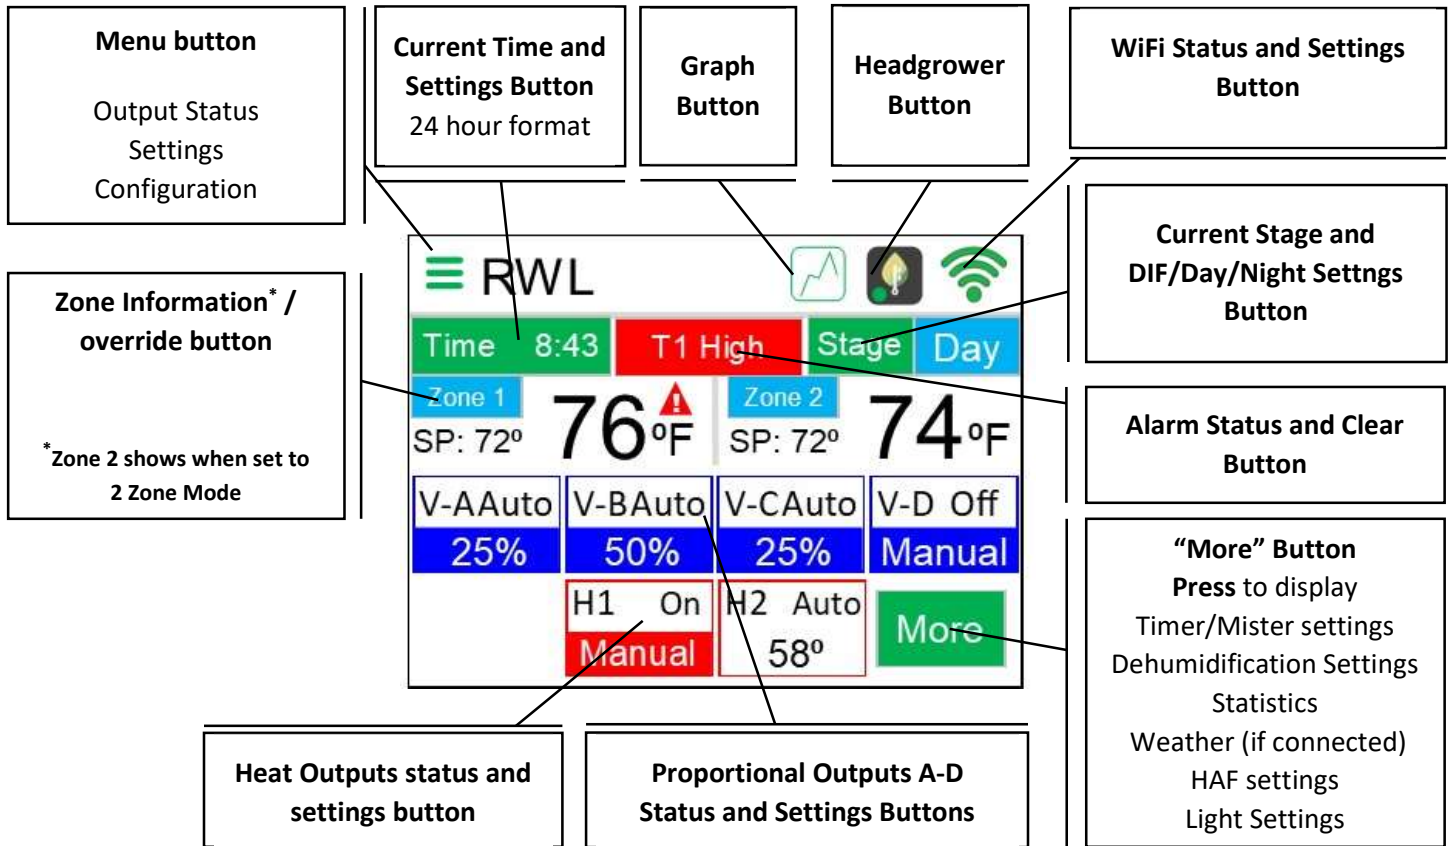 Menu button
Output Status
Settings
Configuration
Current Time and
Settings Button
24 hour format
Graph
Button
Headgrower
Button
WiFi Status and Settings
Button
Zone Information* /
override button
*Zone 2 shows when set to
2 Zone Mode
RWL
Time 8:43
T1 High
Stage
Day
Zone 1
SP: 72º
76ºF
Zone 2
SP: 72º
74ºF
V-A Auto
25%
V-B Auto
50%
V-C Auto
25%
V-D Off
Manual
H1 On
Manual
H2 Auto
58º
More
Current Stage and
DIF/Day/Night Settngs
Button
Alarm Status and Clear
Button
“More” Button
Press to display
Timer/Mister settings
Dehumidification Settings
Statistics
Weather (if connected)
HAF settings
Light Settings
Heat Outputs status and
settings button
Proportional Outputs A-D
Status and Settings Buttons